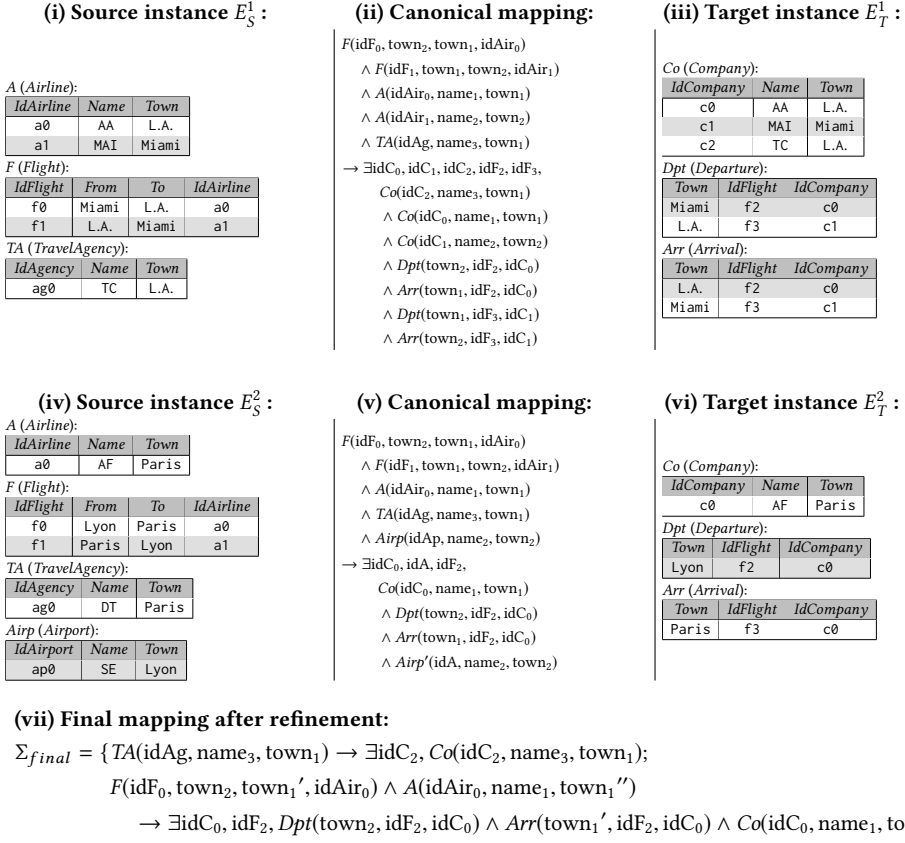 (i) Source instance E_S^1 :
A (Airline):
IdAirline Name Town
a0 AA L.A.
a1 MAI Miami
F (Flight):
IdFlight From To IdAirline
f0 Miami L.A. a0
f1 L.A. Miami a1
TA (TravelAgency):
IdAgency Name Town
ag0 TC L.A.
(ii) Canonical mapping:
F(idF₀, town₂, town₁, idAir₀)
∧ F(idF₁, town₁, town₂, idAir₁)
∧ A(idAir₀, name₁, town₁)
∧ A(idAir₁, name₂, town₂)
∧ TA(idAg, name₃, town₁)
→ ∃idC₀, idC₁, idC₂, idF₂, idF₃,
Co(idC₂, name₃, town₁)
∧ Co(idC₀, name₁, town₁)
∧ Co(idC₁, name₂, town₂)
∧ Dpt(town₂, idF₂, idC₀)
∧ Arr(town₁, idF₂, idC₀)
∧ Dpt(town₁, idF₃, idC₁)
∧ Arr(town₂, idF₃, idC₁)
(iii) Target instance E_T^1 :
Co (Company):
IdCompany Name Town
c0 AA L.A.
c1 MAI Miami
c2 TC L.A.
Dpt (Departure):
Town IdFlight IdCompany
Miami f2 c0
L.A. f3 c1
Arr (Arrival):
Town IdFlight IdCompany
L.A. f2 c0
Miami f3 c1
(iv) Source instance E_S^2 :
A (Airline):
IdAirline Name Town
a0 AF Paris
F (Flight):
IdFlight From To IdAirline
f0 Lyon Paris a0
f1 Paris Lyon a1
TA (TravelAgency):
IdAgency Name Town
ag0 DT Paris
Airp (Airport):
IdAirport Name Town
ap0 SE Lyon
(v) Canonical mapping:
F(idF₀, town₂, town₁, idAir₀)
∧ F(idF₁, town₁, town₂, idAir₁)
∧ A(idAir₀, name₁, town₁)
∧ TA(idAg, name₃, town₁)
∧ Airp(idAp, name₂, town₂)
→ ∃idC₀, idA, idF₂,
Co(idC₀, name₁, town₁)
∧ Dpt(town₂, idF₂, idC₀)
∧ Arr(town₁, idF₂, idC₀)
∧ Airp′(idA, name₂, town₂)
(vi) Target instance E_T^2 :
Co (Company):
IdCompany Name Town
c0 AF Paris
Dpt (Departure):
Town IdFlight IdCompany
Lyon f2 c0
Arr (Arrival):
Town IdFlight IdCompany
Paris f3 c0
(vii) Final mapping after refinement:
Σ_final = {TA(idAg, name₃, town₁) → ∃idC₂, Co(idC₂, name₃, town₁);
F(idF₀, town₂, town₁′, idAir₀) ∧ A(idAir₀, name₁, town₁′′)
→ ∃idC₀, idF₂, Dpt(town₂, idF₂, idC₀) ∧ Arr(town₁′, idF₂, idC₀) ∧ Co(idC₀, name₁, to